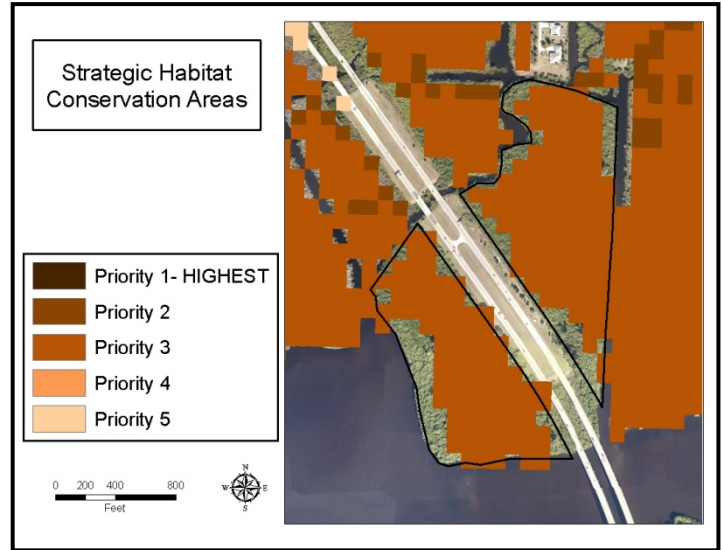 Strategic Habitat
Conservation Areas
Priority 1- HIGHEST
Priority 2
Priority 3
Priority 4
Priority 5
0 200 400 800
Feet
N
W E
S